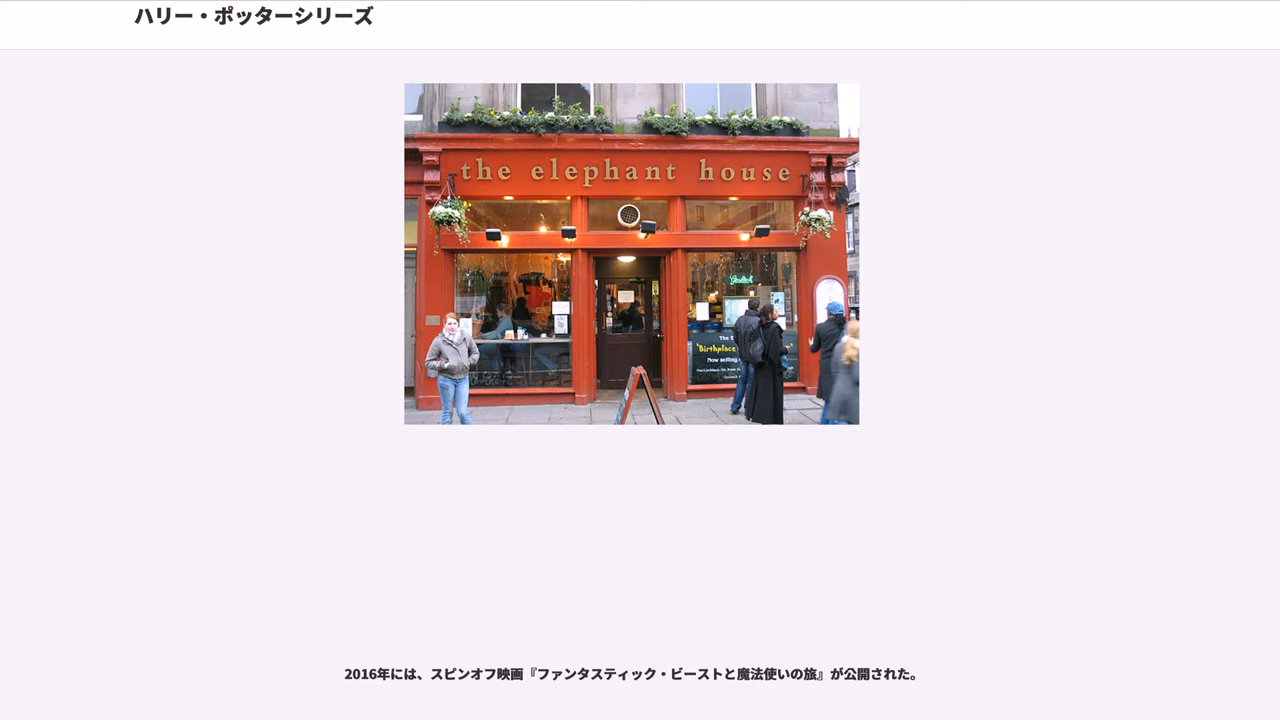 ハリー・ポッターシリーズ
the elephant house
"Birthplace
Now selling
2016年には、スピンオフ映画『ファンタスティック・ビーストと魔法使いの旅』が公開された。